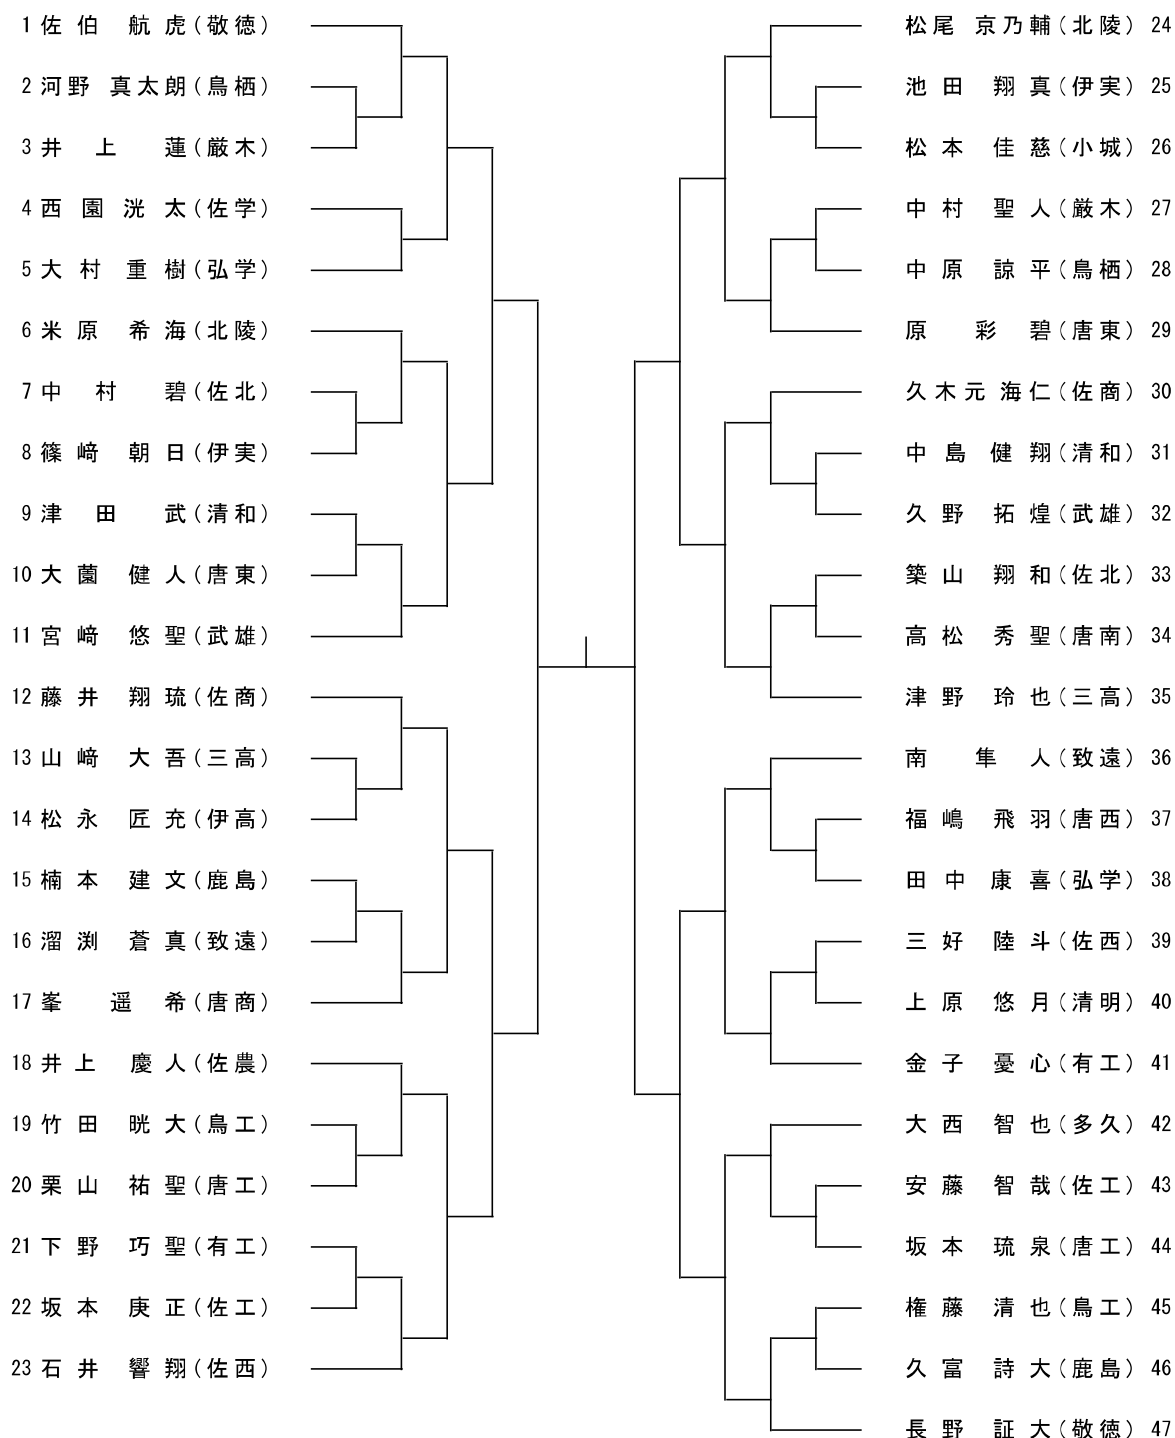 1 佐伯 航虎(敬徳)
2 河野 真太朗(鳥栖)
3 井上 蓮(厳木)
4 西園 洸太(佐学)
5 大村 重樹(弘学)
6 米原 希海(北陵)
7 中村 碧(佐北)
8 篠﨑 朝日(伊実)
9 津田 武(清和)
10 大薗 健人(唐東)
11 宮﨑 悠聖(武雄)
12 藤井 翔琉(佐商)
13 山﨑 大吾(三高)
14 松永 匠充(伊高)
15 楠本 建文(鹿島)
16 溜渕 蒼真(致遠)
17 峯 遥希(唐商)
18 井上 慶人(佐農)
19 竹田 晄大(鳥工)
20 栗山 祐聖(唐工)
21 下野 巧聖(有工)
22 坂本 庚正(佐工)
23 石井 響翔(佐西)
松尾 京乃輔(北陵) 24
池田 翔真(伊実) 25
松本 佳慈(小城) 26
中村 聖人(厳木) 27
中原 諒平(鳥栖) 28
原 彩碧(唐東) 29
久木元 海仁(佐商) 30
中島 健翔(清和) 31
久野 拓煌(武雄) 32
築山 翔和(佐北) 33
高松 秀聖(唐南) 34
津野 玲也(三高) 35
南 隼人(致遠) 36
福嶋 飛羽(唐西) 37
田中 康喜(弘学) 38
三好 陸斗(佐西) 39
上原 悠月(清明) 40
金子 憂心(有工) 41
大西 智也(多久) 42
安藤 智哉(佐工) 43
坂本 琉泉(唐工) 44
権藤 清也(鳥工) 45
久富 詩大(鹿島) 46
長野 証大(敬徳) 47